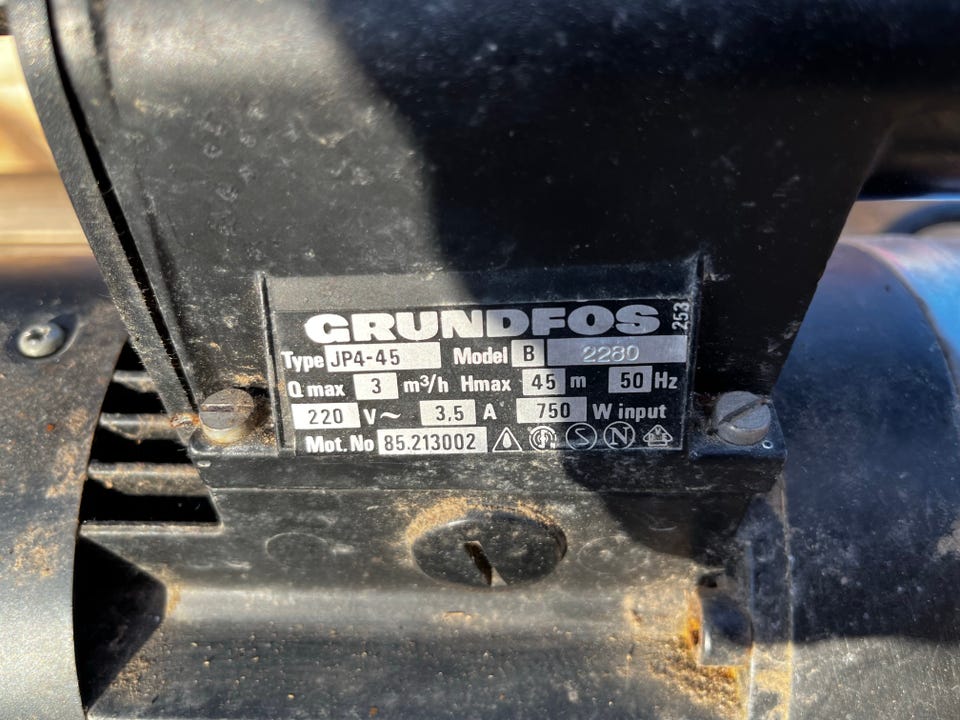 GRUNDFOS
253
Type JP4-45 Model B 2280
Q max 3 m³/h Hmax 45 m 50 Hz
220 V~ 3,5 A 750 W input
Mot.No 85.213002 S N